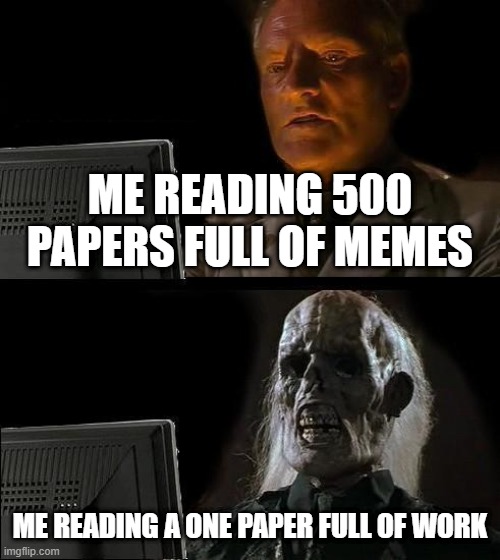 ME READING 500
PAPERS FULL OF MEMES
ME READING A ONE PAPER FULL OF WORK
imgflip.com